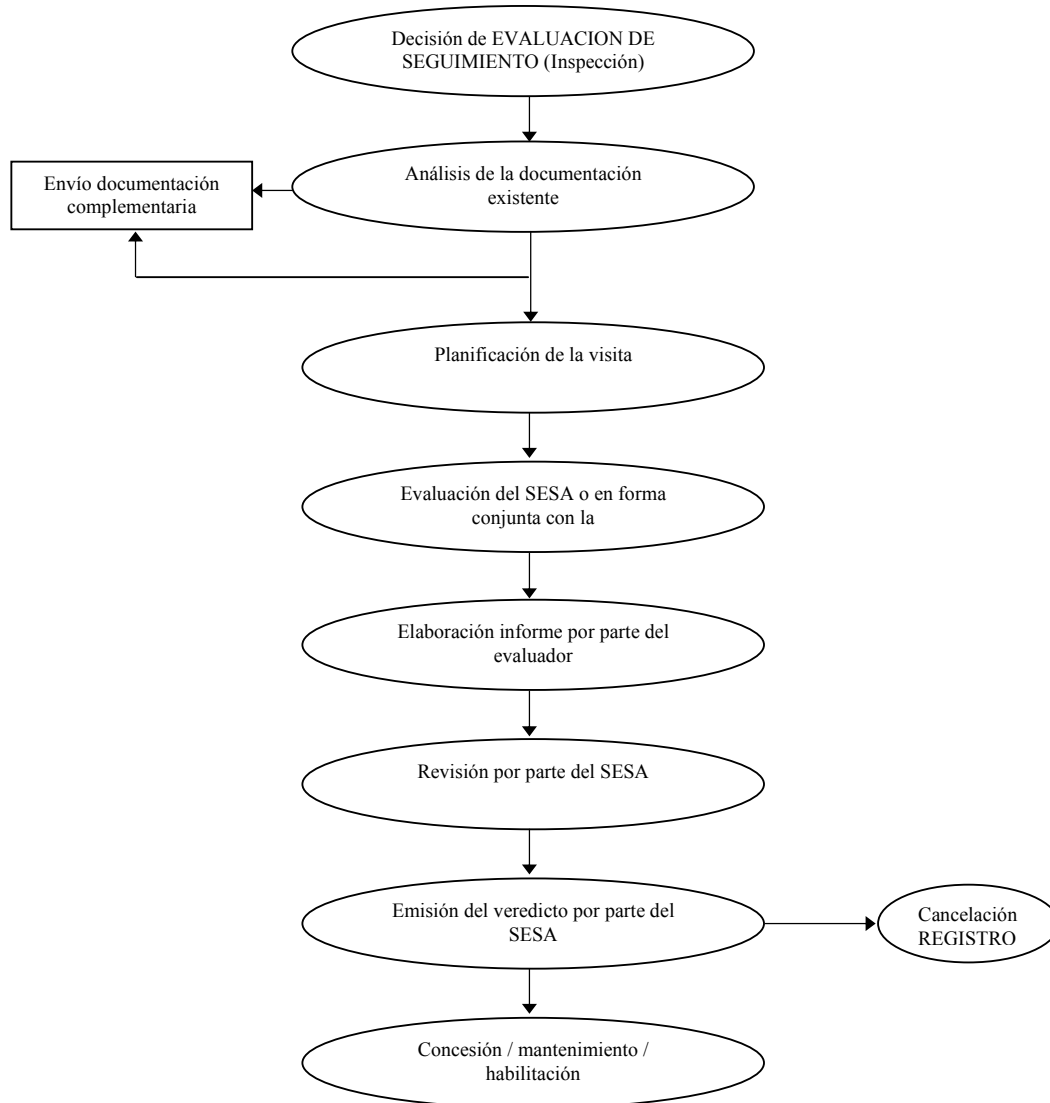 Decisión de EVALUACION DE
SEGUIMIENTO (Inspección)
Análisis de la documentación
existente
Envío documentación
complementaria
Planificación de la visita
Evaluación del SESA o en forma
conjunta con la
Elaboración informe por parte del
evaluador
Revisión por parte del SESA
Emisión del veredicto por parte del
SESA
Cancelación
REGISTRO
Concesión / mantenimiento /
habilitación